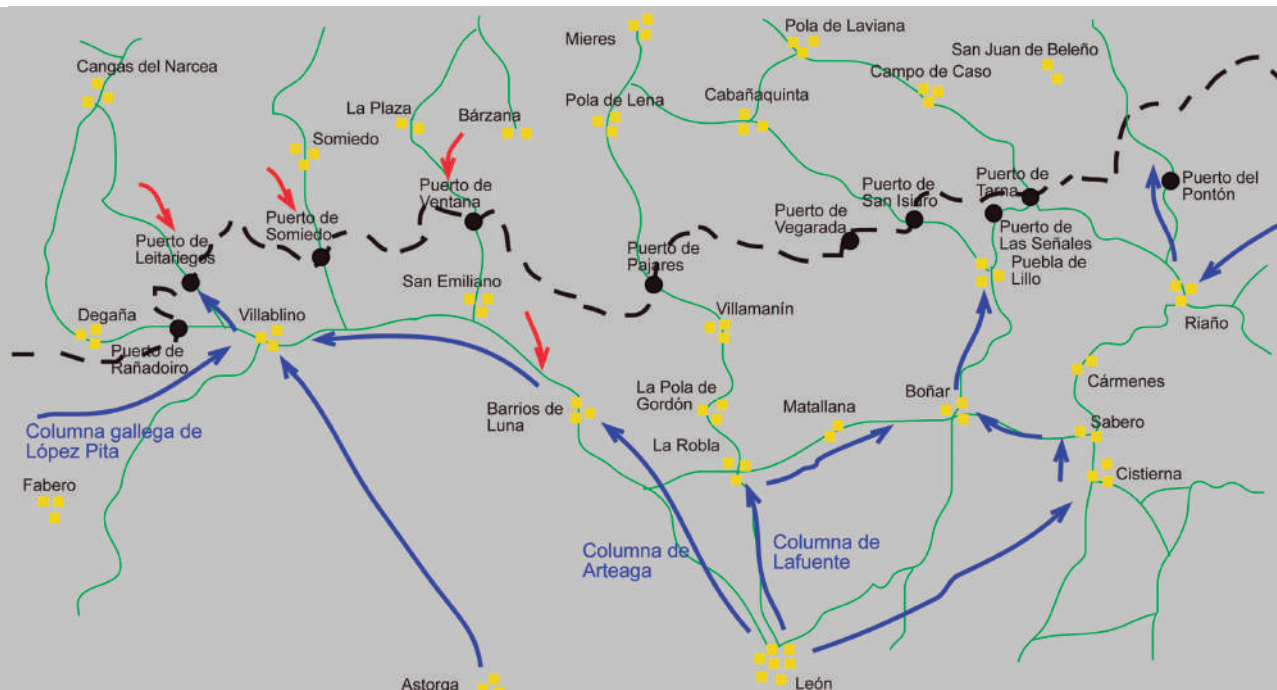 Mieres
Pola de Laviana
San Juan de Beleño
Cangas del Narcea
Campo de Caso
La Plaza
Bárzana
Pola de Lena
Cabañaquinta
Somiedo
Puerto de
Ventana
Puerto de
San Isidro
Puerto de
Tarna
Puerto del
Pontón
Puerto de
Somiedo
Puerto de
Vegarada
Puerto de
Las Señales
Puerto de
Leitariegos
Puerto de
Pajares
Puebla de
Lillo
San Emiliano
Degaña
Villablino
Villamanín
Riaño
Puerto de
Rañadoiro
Cármenes
La Pola de
Gordón
Matallana
Boñar
Barrios de
Luna
Sabero
Columna gallega de
López Pita
La Robla
Cistierna
Fabero
Columna de
Arteaga
Columna de
Lafuente
Astorga
León